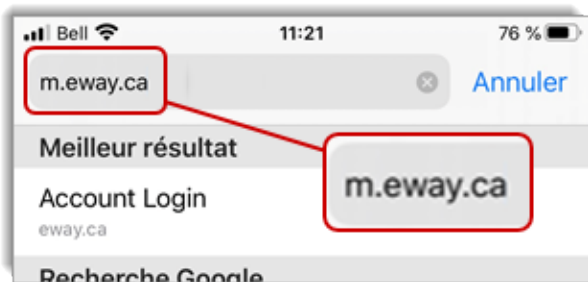 Bell 11:21 76 %
m.eway.ca Annuler
Meilleur résultat
m.eway.ca
Account Login
eway.ca
Recherche Google